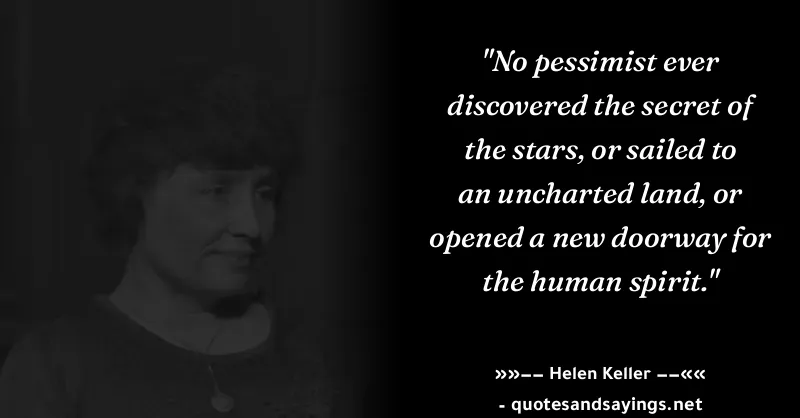 "No pessimist ever
discovered the secret of
the stars, or sailed to
an uncharted land, or
opened a new doorway for
the human spirit."
»»–– Helen Keller ––««
- quotesandsayings.net